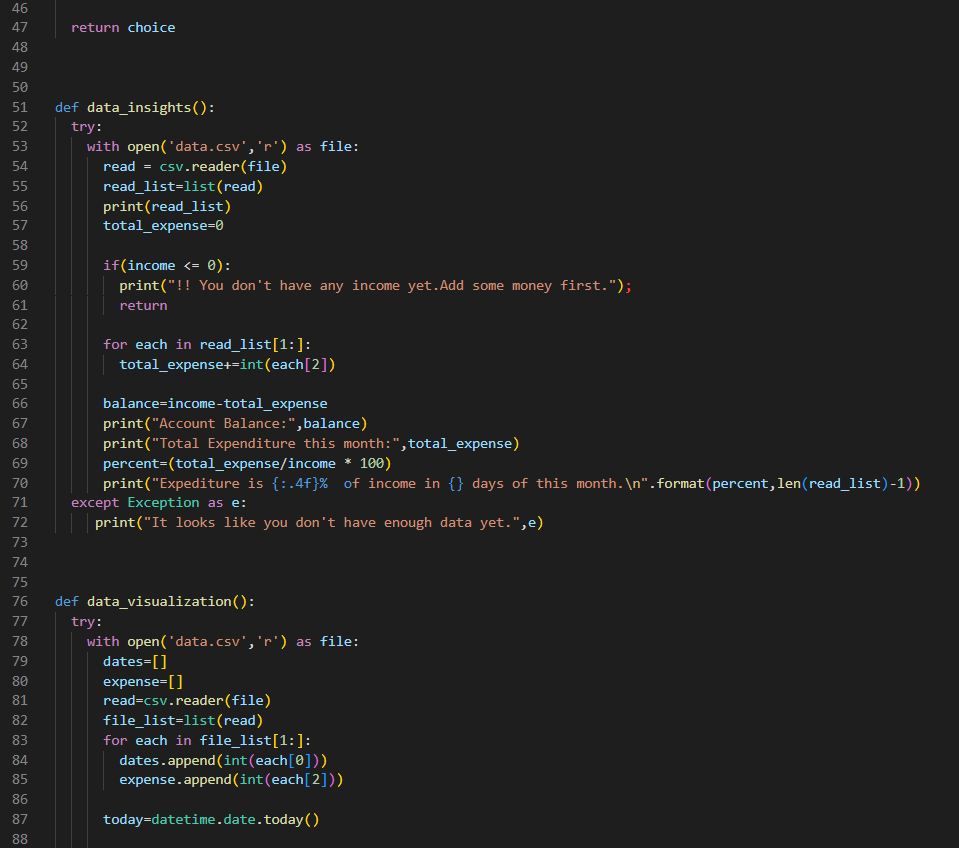 46
47 return choice
48
49
50
51 def data_insights():
52 try:
53 with open('data.csv','r') as file:
54 read = csv.reader(file)
55 read_list=list(read)
56 print(read_list)
57 total_expense=0
58
59 if(income <= 0):
60 print("!! You don't have any income yet.Add some money first.");
61 return
62
63 for each in read_list[1:]:
64 total_expense+=int(each[2])
65
66 balance=income-total_expense
67 print("Account Balance:",balance)
68 print("Total Expenditure this month:",total_expense)
69 percent=(total_expense/income * 100)
70 print("Expediture is {:.4f}%  of income in {} days of this month.\n".format(percent,len(read_list)-1))
71 except Exception as e:
72 print("It looks like you don't have enough data yet.",e)
73
74
75
76 def data_visualization():
77 try:
78 with open('data.csv','r') as file:
79 dates=[]
80 expense=[]
81 read=csv.reader(file)
82 file_list=list(read)
83 for each in file_list[1:]:
84 dates.append(int(each[0]))
85 expense.append(int(each[2]))
86
87 today=datetime.date.today()
88